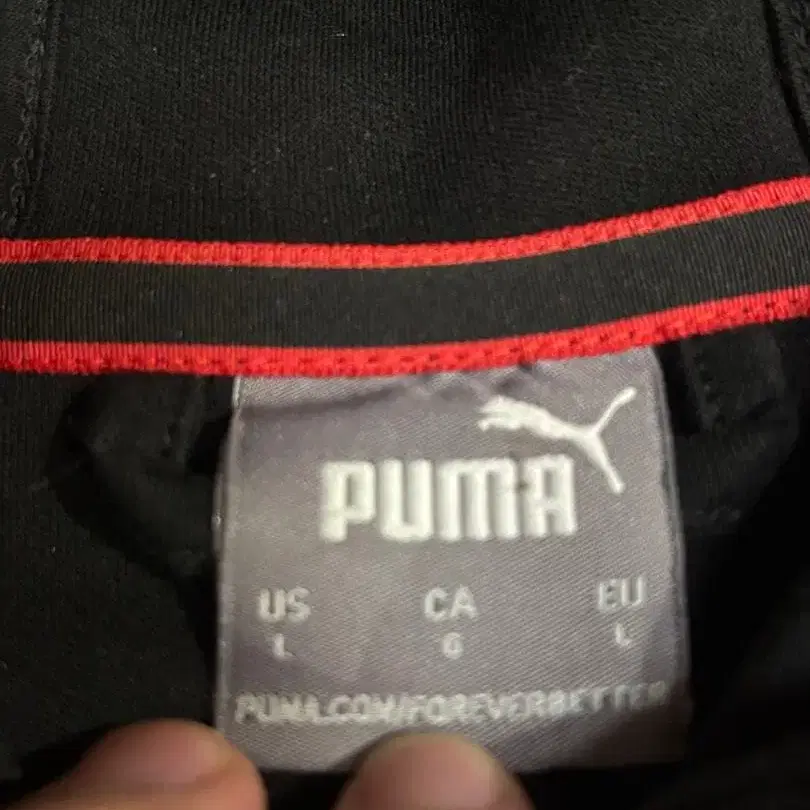 PUMA
US CA EU
L G L
PUMA.COM/FOREVERBETTER